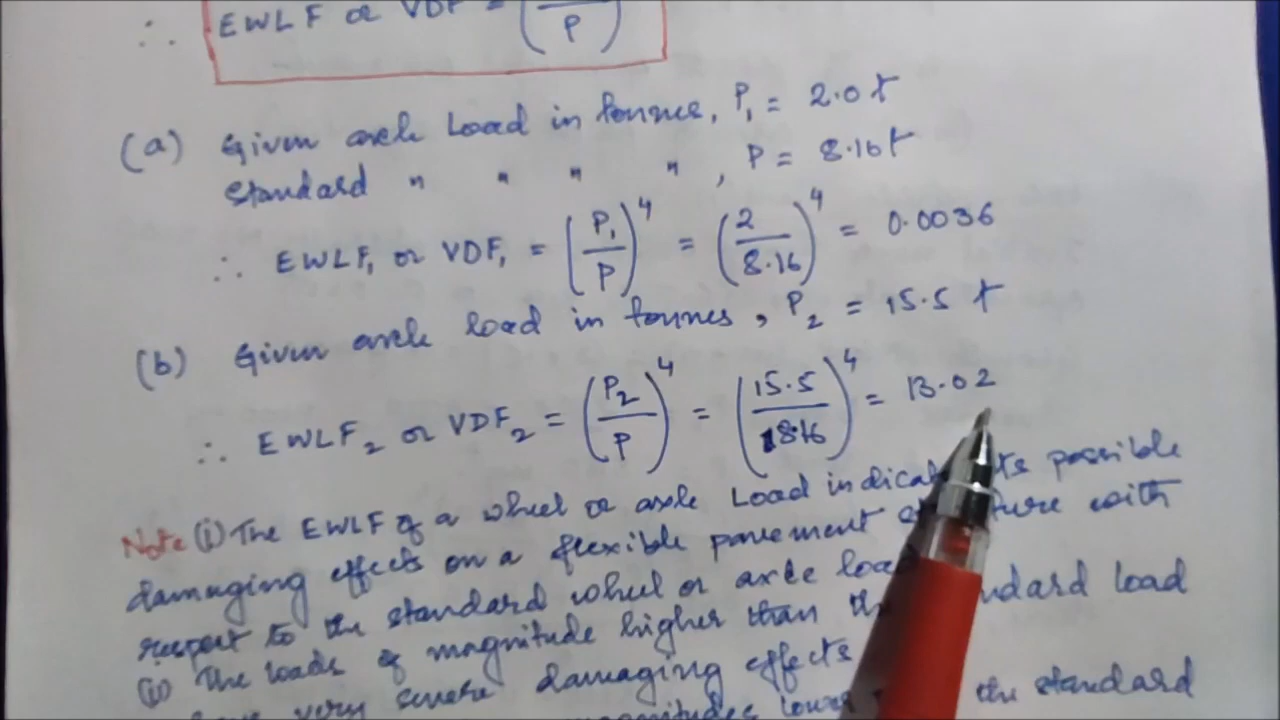 ∴ EWLF or VDF = (—/P)
(a) Given axle Load in tonnes, P₁ = 2.0 t
Standard " " " " , P = 8.16 t
∴ EWLF₁ or VDF₁ = (P₁/P)⁴ = (2/8.16)⁴ = 0.0036
(b) Given axle load in tonnes, P₂ = 15.5 t
∴ EWLF₂ or VDF₂ = (P₂/P)⁴ = (15.5/8.16)⁴ = 13.02
Note (i) The EWLF of a wheel or axle Load indicates its possible
damaging effects on a flexible pavement structure with
respect to the standard wheel or axle load
(ii) The loads of magnitude higher than the standard load
very severe damaging effects
magnitudes lower the standard